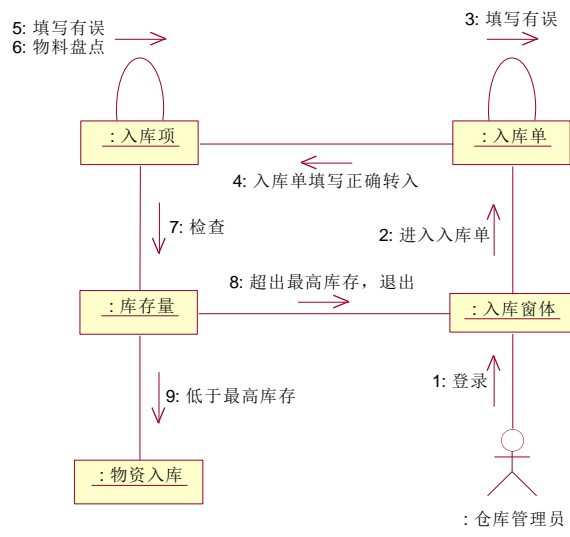 5: 填写有误
6: 物料盘点
3: 填写有误
: 入库项
: 入库单
4: 入库单填写正确转入
7: 检查
2: 进入入库单
8: 超出最高库存，退出
: 库存量
: 入库窗体
1: 登录
9: 低于最高库存
: 物资入库
: 仓库管理员